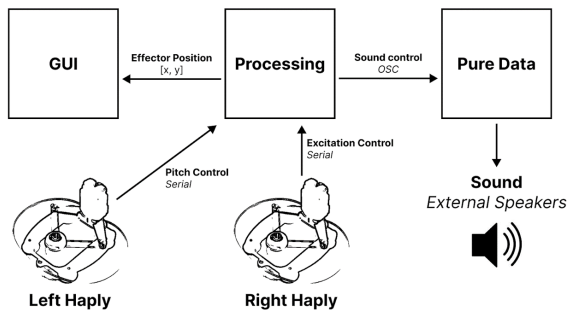 GUI
Effector Position
[x, y]
Processing
Sound control
OSC
Pure Data
Pitch Control
Serial
Excitation Control
Serial
Sound
External Speakers
Left Haply
Right Haply